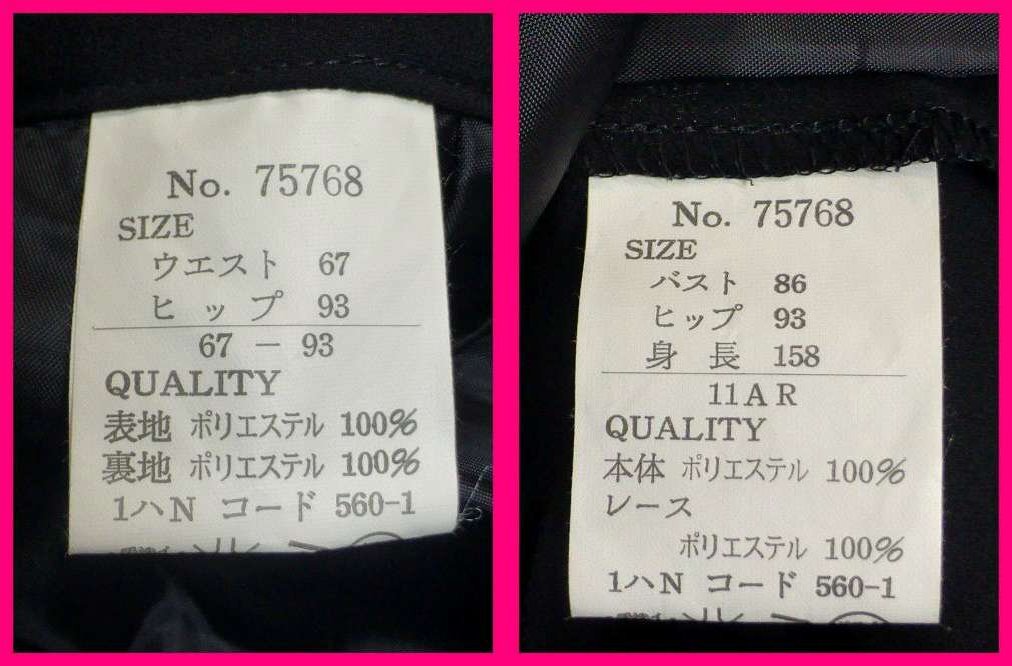 No. 75768
SIZE
ウエスト 67
ヒップ 93
67 － 93
QUALITY
表地 ポリエステル 100%
裏地 ポリエステル 100%
1ハN コード 560-1
No. 75768
SIZE
バスト 86
ヒップ 93
身長 158
11AR
QUALITY
本体 ポリエステル 100%
レース
ポリエステル 100%
1ハN コード 560-1